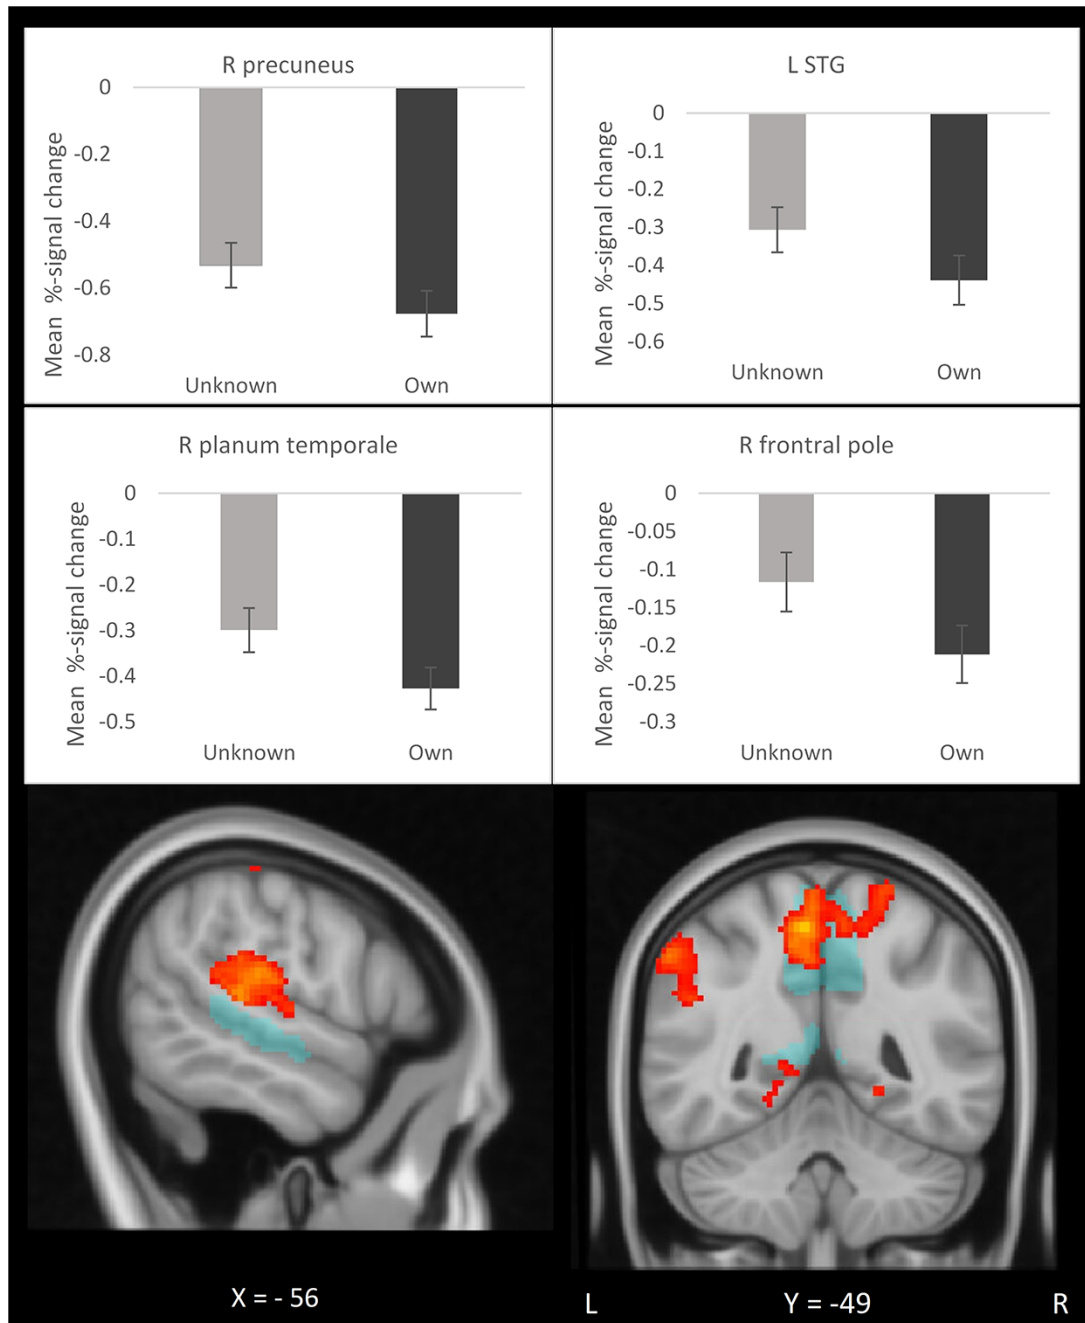 R precuneus
Mean %-signal change
0
-0.2
-0.4
-0.6
-0.8
Unknown Own
L STG
Mean %-signal change
0
-0.1
-0.2
-0.3
-0.4
-0.5
-0.6
Unknown Own
R planum temporale
Mean %-signal change
0
-0.1
-0.2
-0.3
-0.4
-0.5
Unknown Own
R frontral pole
Mean %-signal change
0
-0.05
-0.1
-0.15
-0.2
-0.25
-0.3
Unknown Own
X = - 56
L Y = -49 R